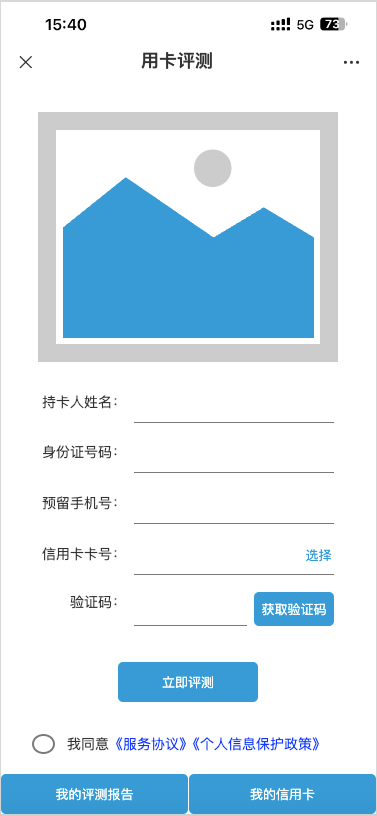 15:40 5G 73
用卡评测
持卡人姓名:
身份证号码:
预留手机号:
信用卡卡号: 选择
验证码: 获取验证码
立即评测
我同意《服务协议》《个人信息保护政策》
我的评测报告 我的信用卡